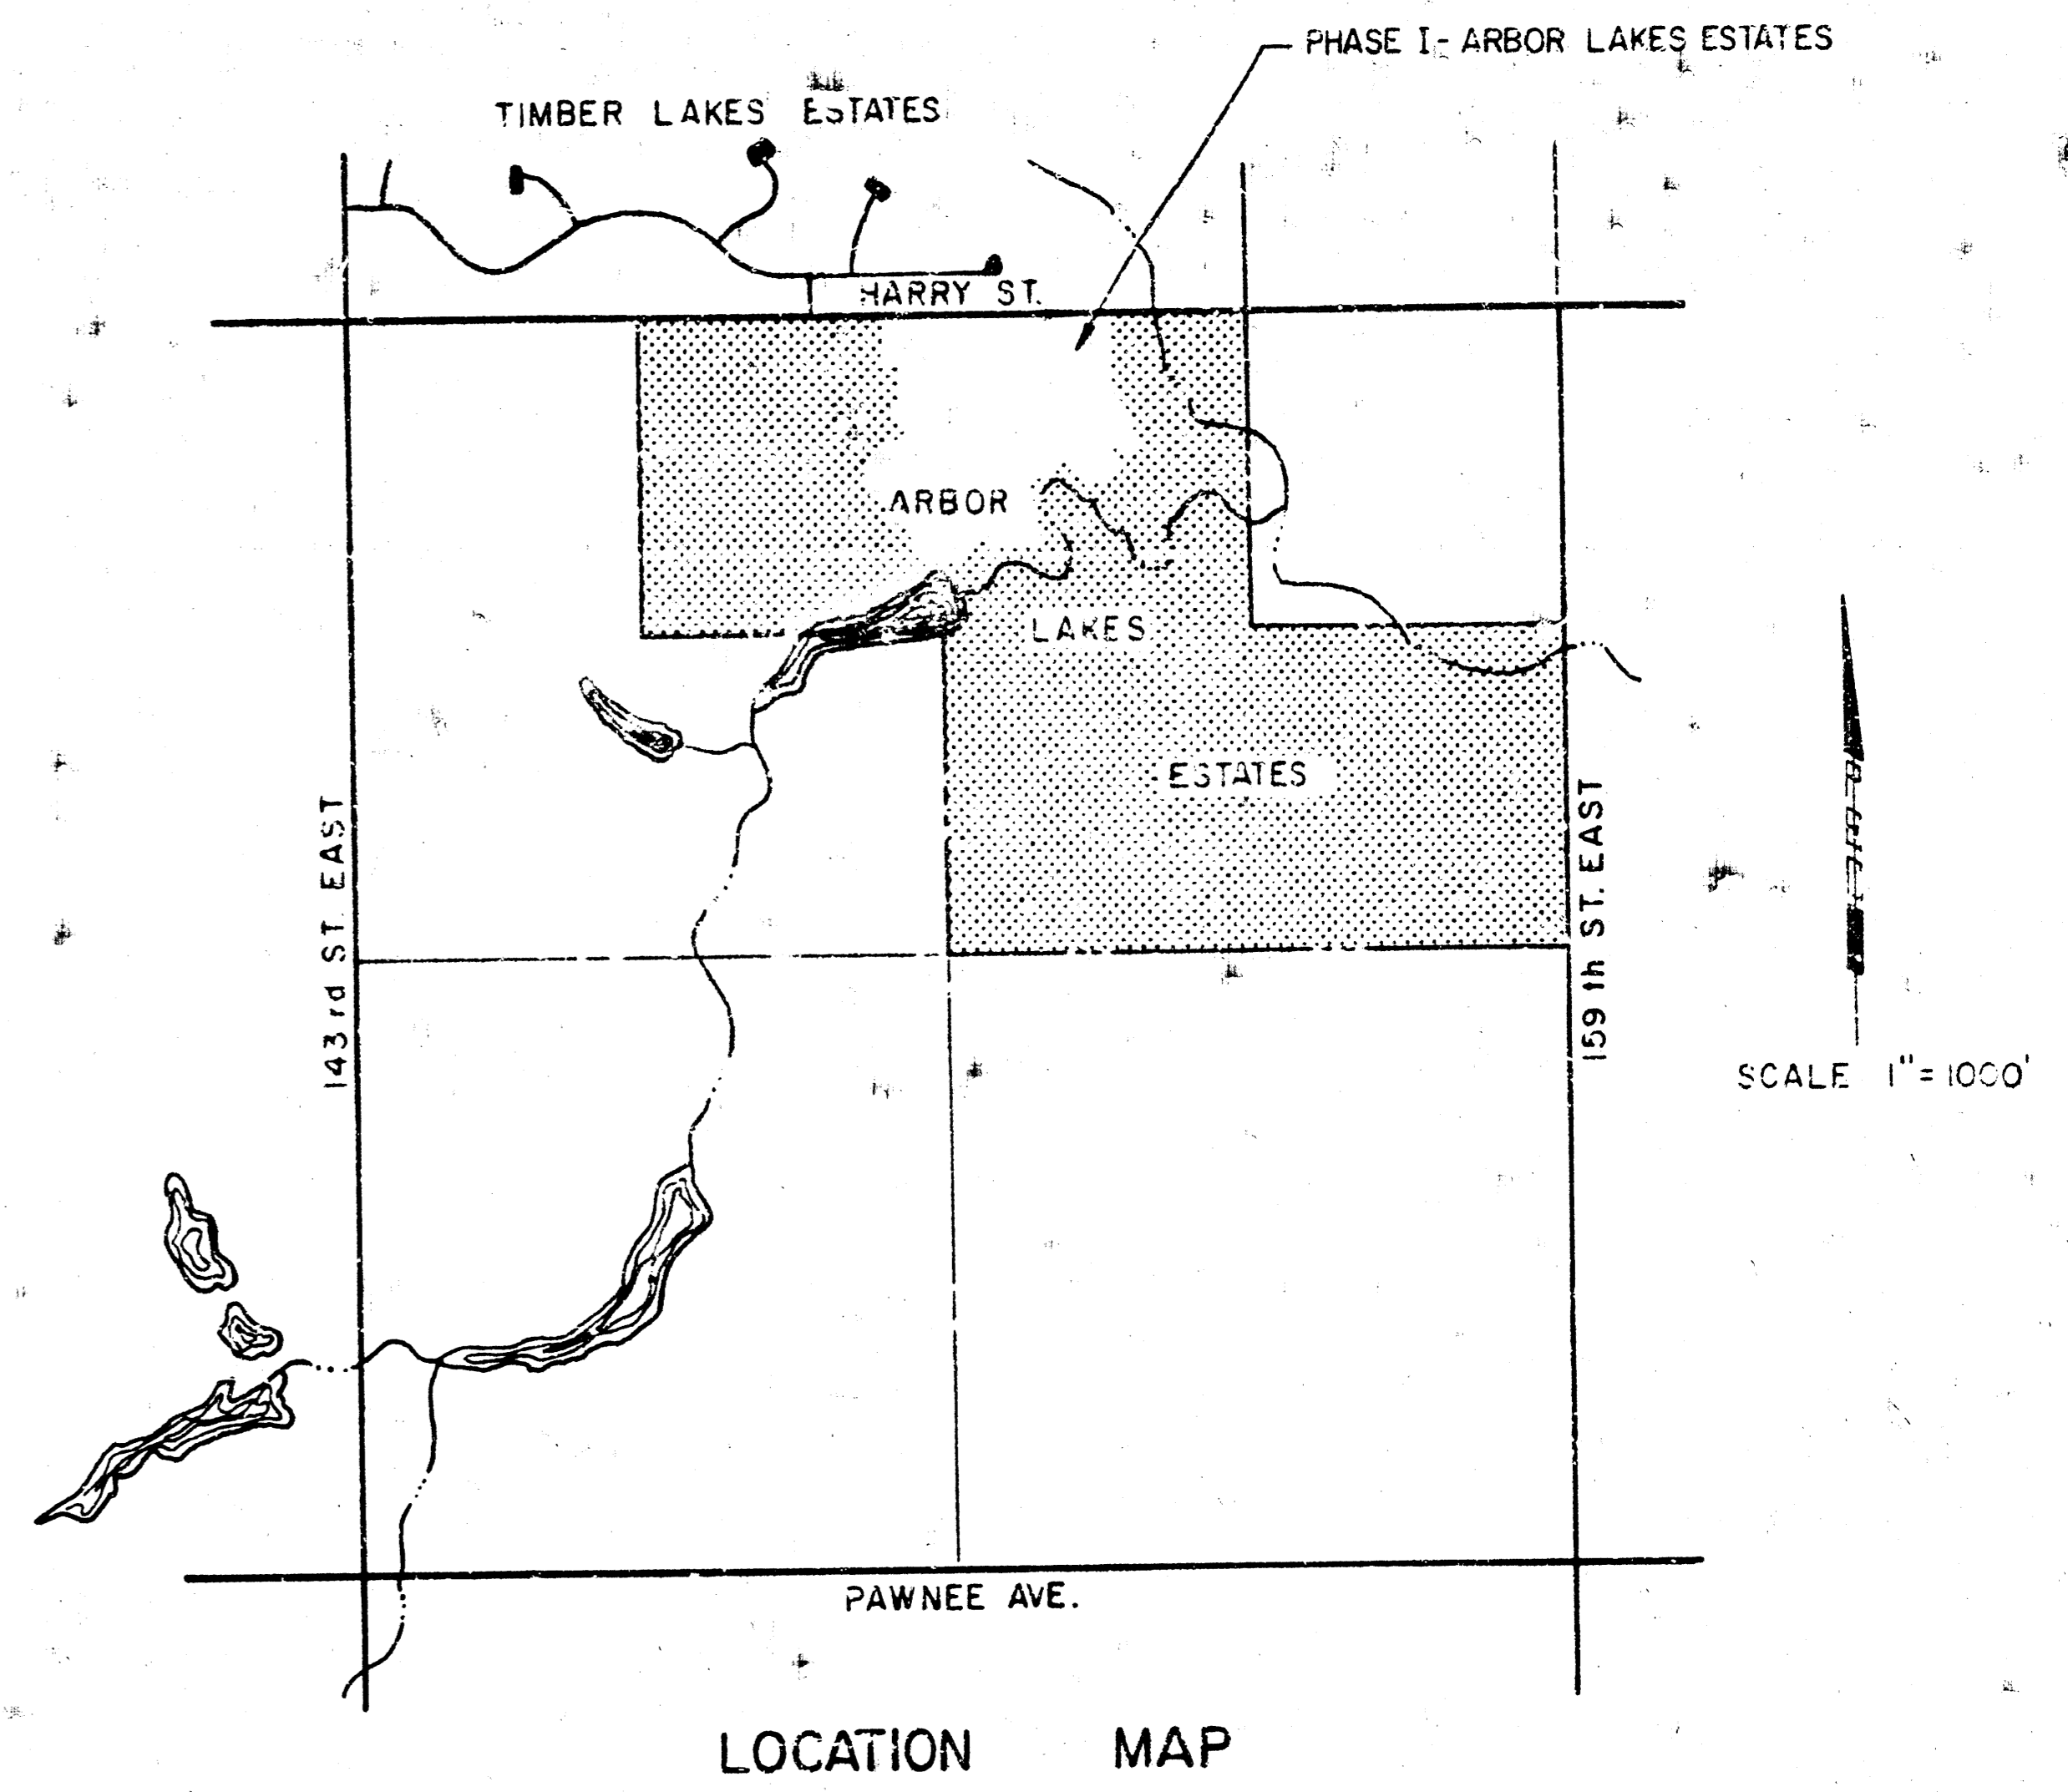 PHASE I - ARBOR LAKES ESTATES
TIMBER LAKES ESTATES
HARRY ST.
ARBOR
LAKES
ESTATES
143rd ST. EAST
159th ST. EAST
SCALE 1" = 1000'
PAWNEE AVE.
LOCATION MAP